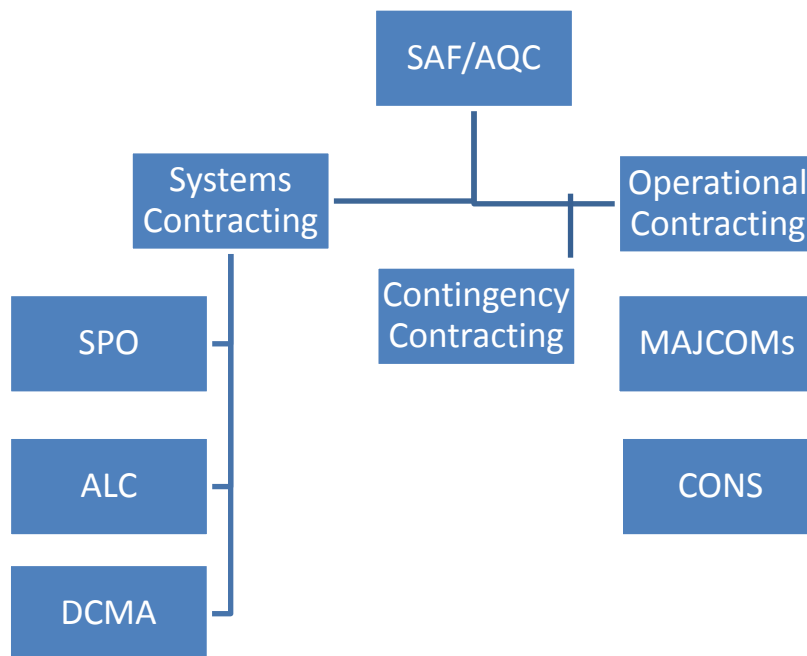 SAF/AQC
Systems
Contracting
Operational
Contracting
Contingency
Contracting
SPO
MAJCOMs
ALC
CONS
DCMA